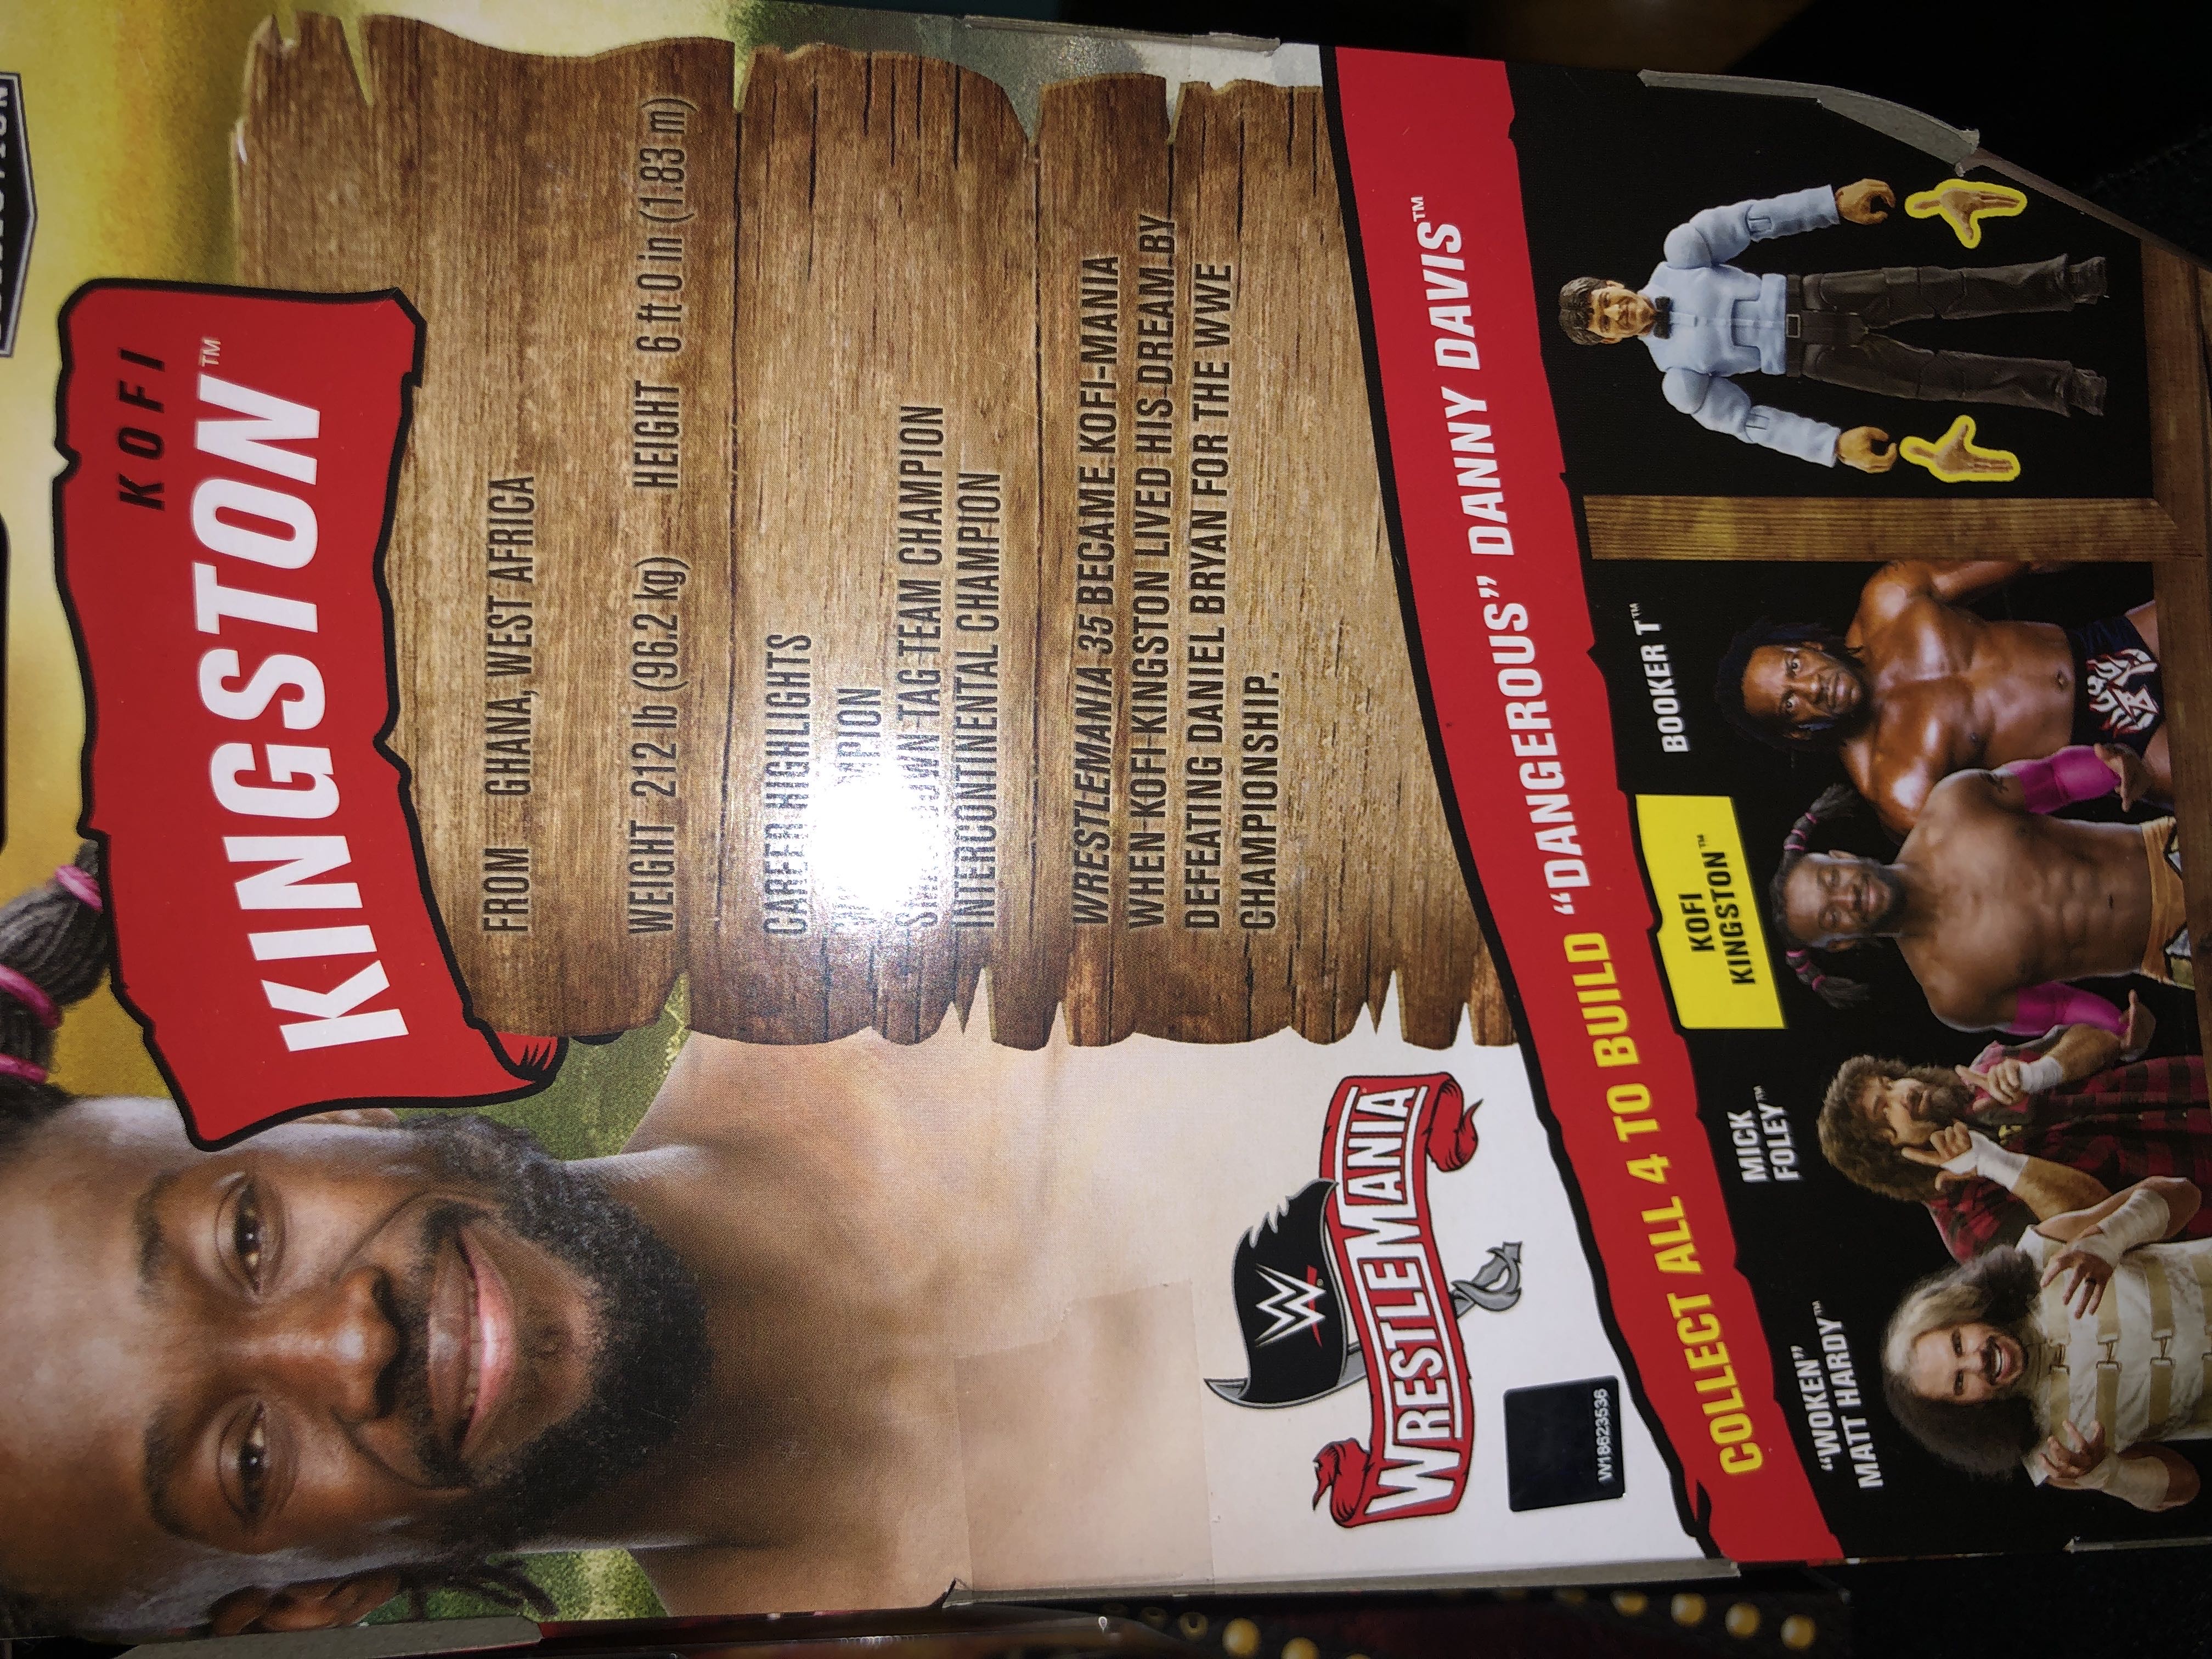 KOFI
KINGSTON™
FROM GHANA, WEST AFRICA
WEIGHT 212 lb (96.2 kg) HEIGHT 6 ft 0 in (1.83 m)
CAREER HIGHLIGHTS
TAG TEAM CHAMPION
INTERCONTINENTAL CHAMPION
WRESTLEMANIA 35 BECAME KOFI-MANIA
WHEN KOFI KINGSTON LIVED HIS DREAM BY
DEFEATING DANIEL BRYAN FOR THE WWE
CHAMPIONSHIP.
W
WRESTLEMANIA
W18623536
COLLECT ALL 4 TO BUILD "DANGEROUS" DANNY DAVIS™
"WOKEN"
MATT HARDY™
MICK
FOLEY™
KOFI
KINGSTON™
BOOKER T™